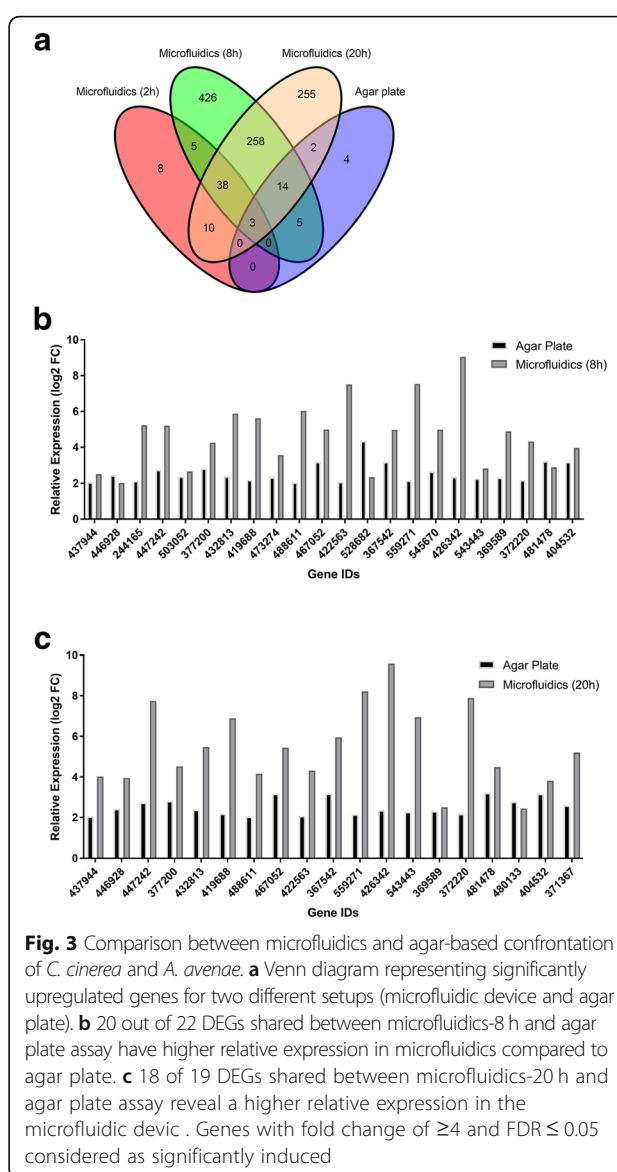 a
Microfluidics (8h)
Microfluidics (20h)
Microfluidics (2h)
Agar plate
426
255
5
258
2
8
4
38
14
10
3
5
0
0
0
b
Relative Expression (log2 FC)
10
8
6
4
2
0
Agar Plate
Microfluidics (8h)
437944
446928
244165
447242
503052
377200
432813
419688
473274
488611
467052
422563
528682
367542
559271
545670
426342
543443
369589
372220
481478
404532
Gene IDs
c
Relative Expression (log2 FC)
10
8
6
4
2
0
Agar Plate
Microfluidics (20h)
437944
446928
447242
377200
432813
419688
488611
467052
422563
367542
559271
426342
543443
369589
372220
481478
480133
404532
371367
Gene IDs
Fig. 3 Comparison between microfluidics and agar-based confrontation
of C. cinerea and A. avenae. a Venn diagram representing significantly
upregulated genes for two different setups (microfluidic device and agar
plate). b 20 out of 22 DEGs shared between microfluidics-8 h and agar
plate assay have higher relative expression in microfluidics compared to
agar plate. c 18 of 19 DEGs shared between microfluidics-20 h and
agar plate assay reveal a higher relative expression in the
microfluidic devic . Genes with fold change of ≥4 and FDR ≤ 0.05
considered as significantly induced